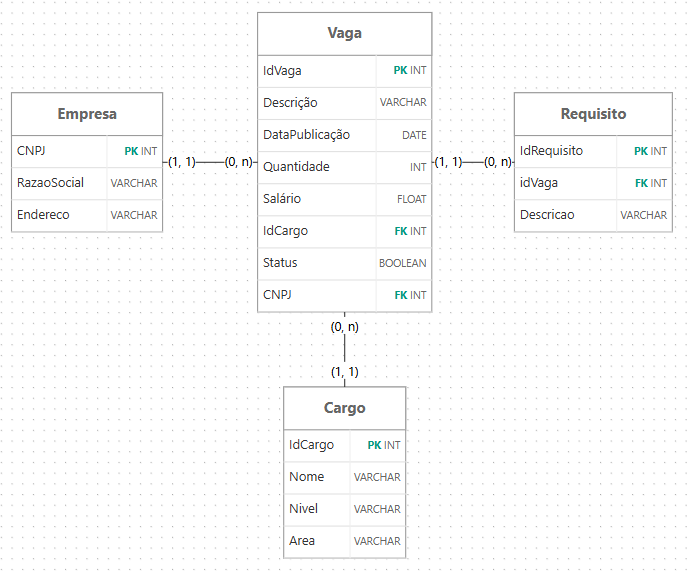 Vaga
IdVaga PK INT
Descrição VARCHAR
DataPublicação DATE
Quantidade INT
Salário FLOAT
IdCargo FK INT
Status BOOLEAN
CNPJ FK INT
Empresa
CNPJ PK INT
RazaoSocial VARCHAR
Endereco VARCHAR
(1, 1) (0, n)
(1, 1) (0, n)
Requisito
IdRequisito PK INT
idVaga FK INT
Descricao VARCHAR
(0, n)
(1, 1)
Cargo
IdCargo PK INT
Nome VARCHAR
Nivel VARCHAR
Area VARCHAR